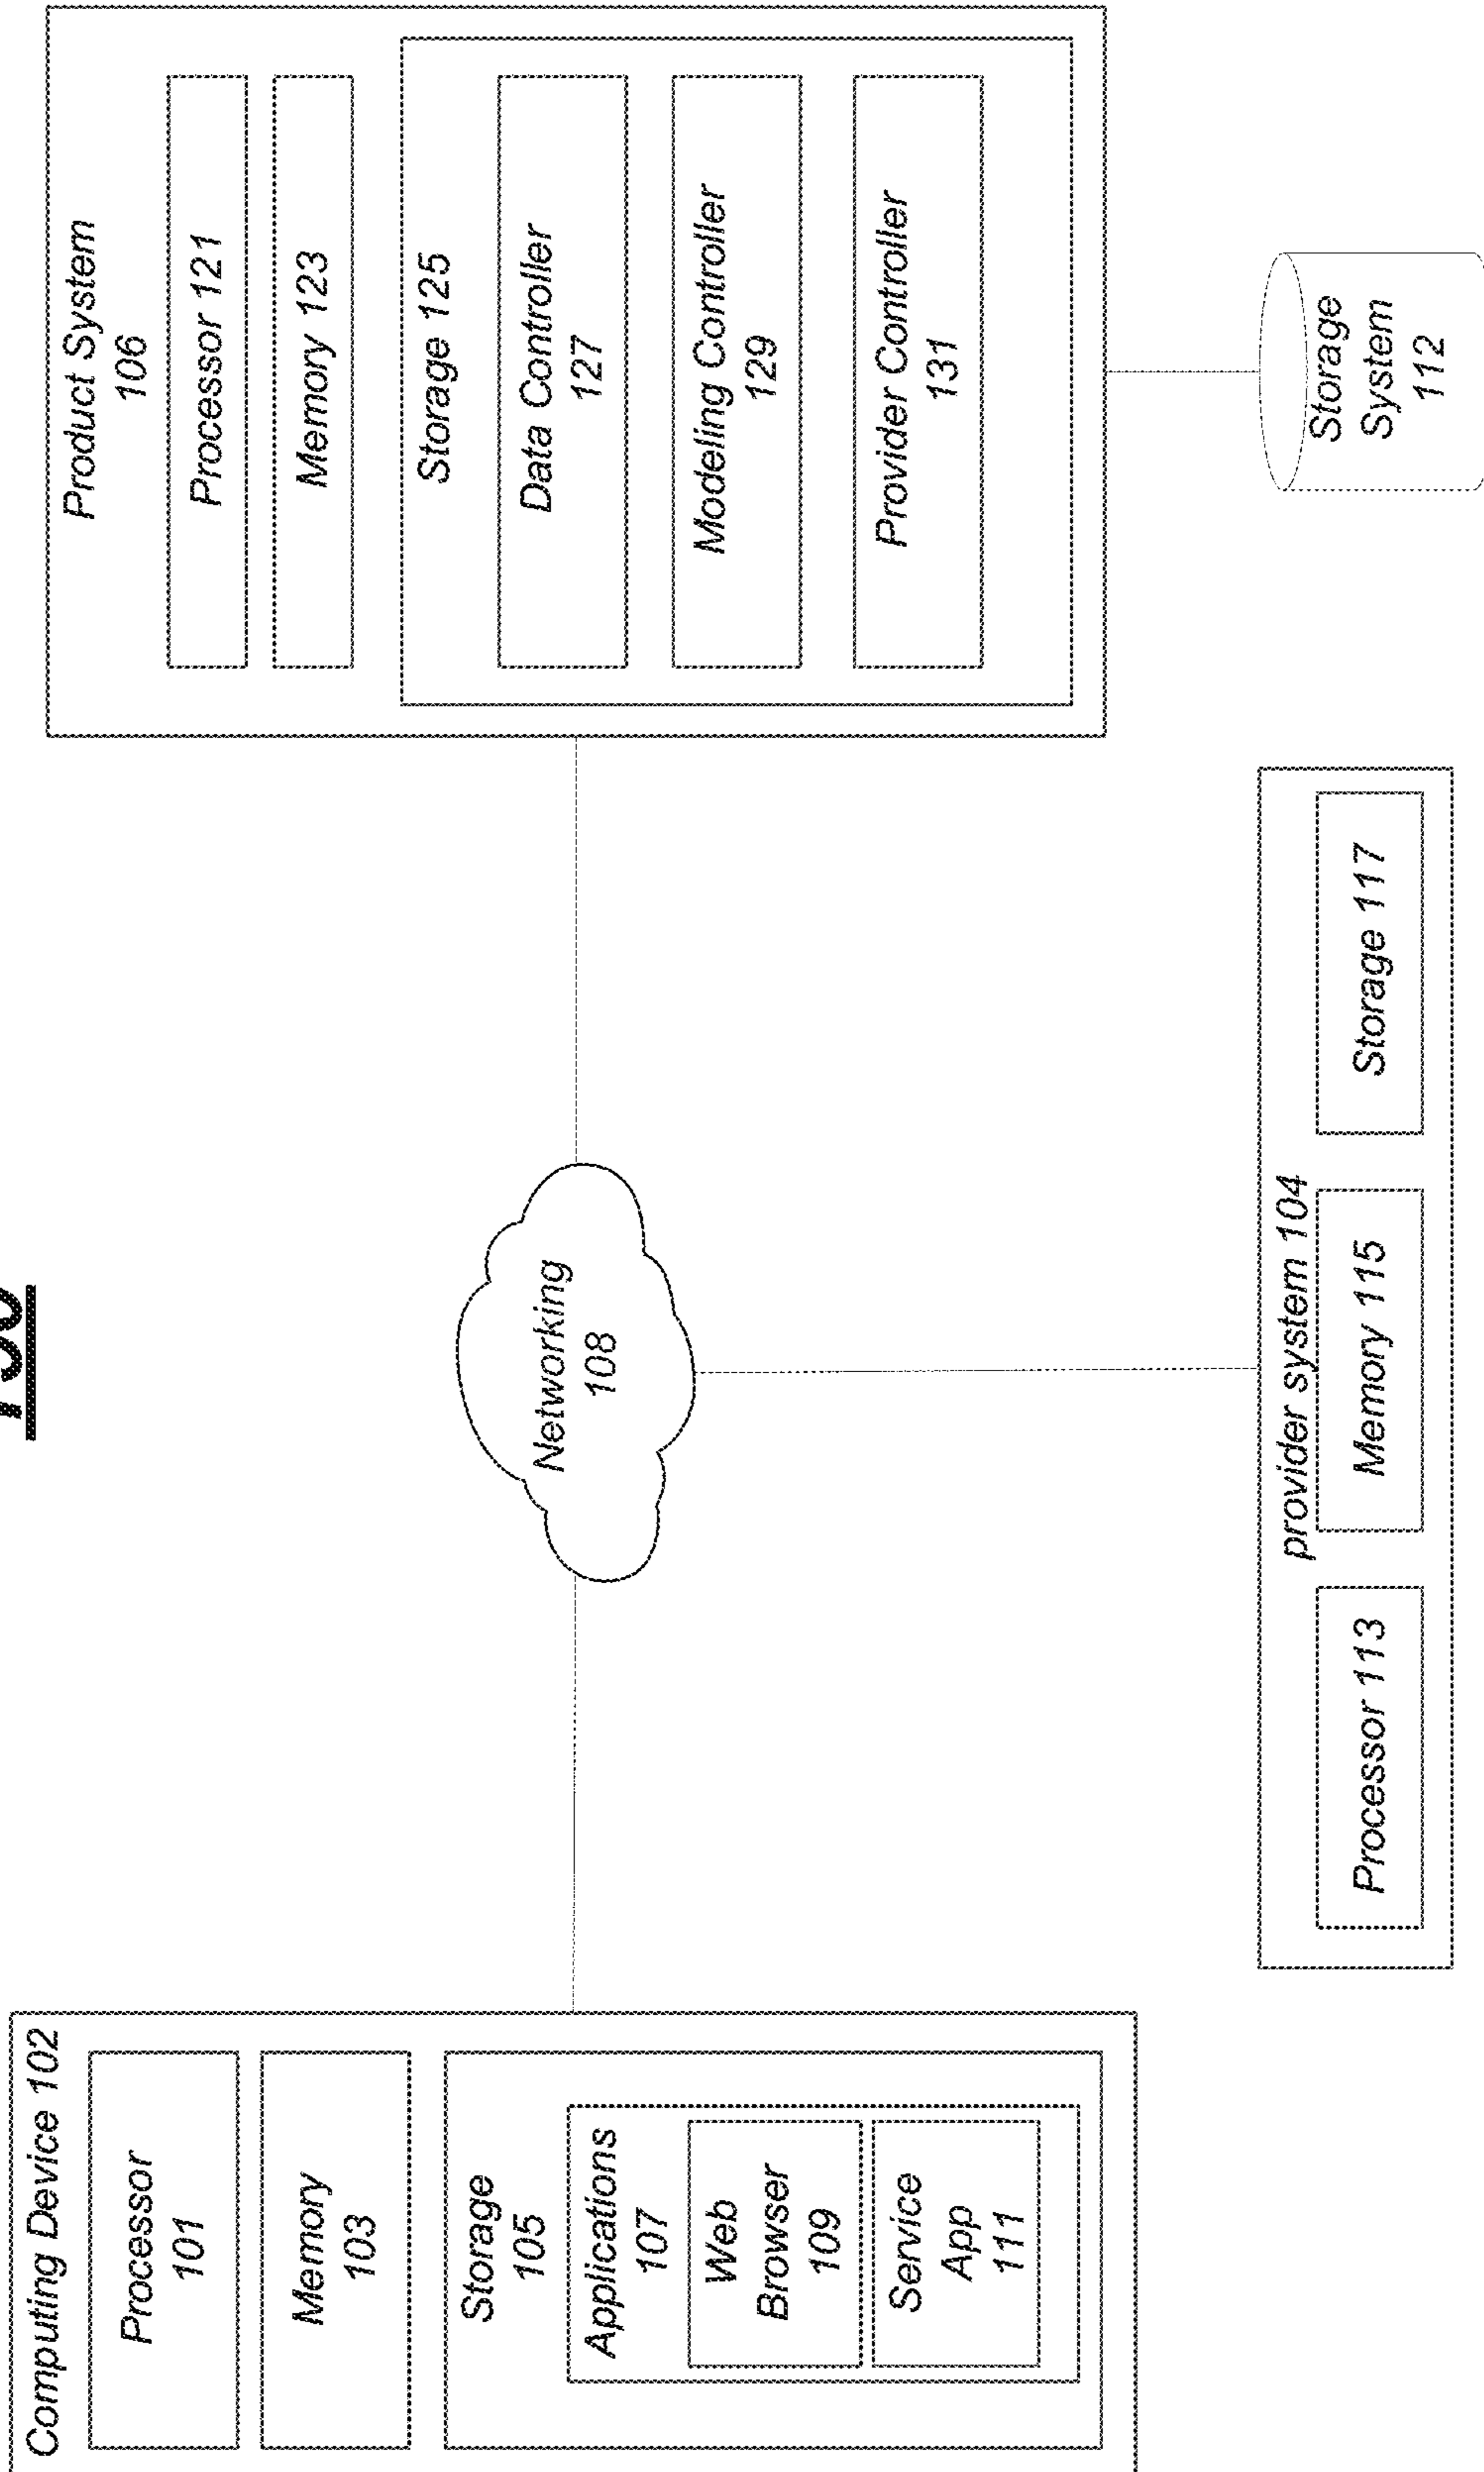 Computing Device 102
Processor
101
Memory
103
Storage
105
Applications
107
Web
Browser
109
Service
App
111
Networking
108
provider system 104
Processor 113
Memory 115
Storage 117
Product System
106
Processor 121
Memory 123
Storage 125
Data Controller
127
Modeling Controller
129
Provider Controller
131
Storage
System
112